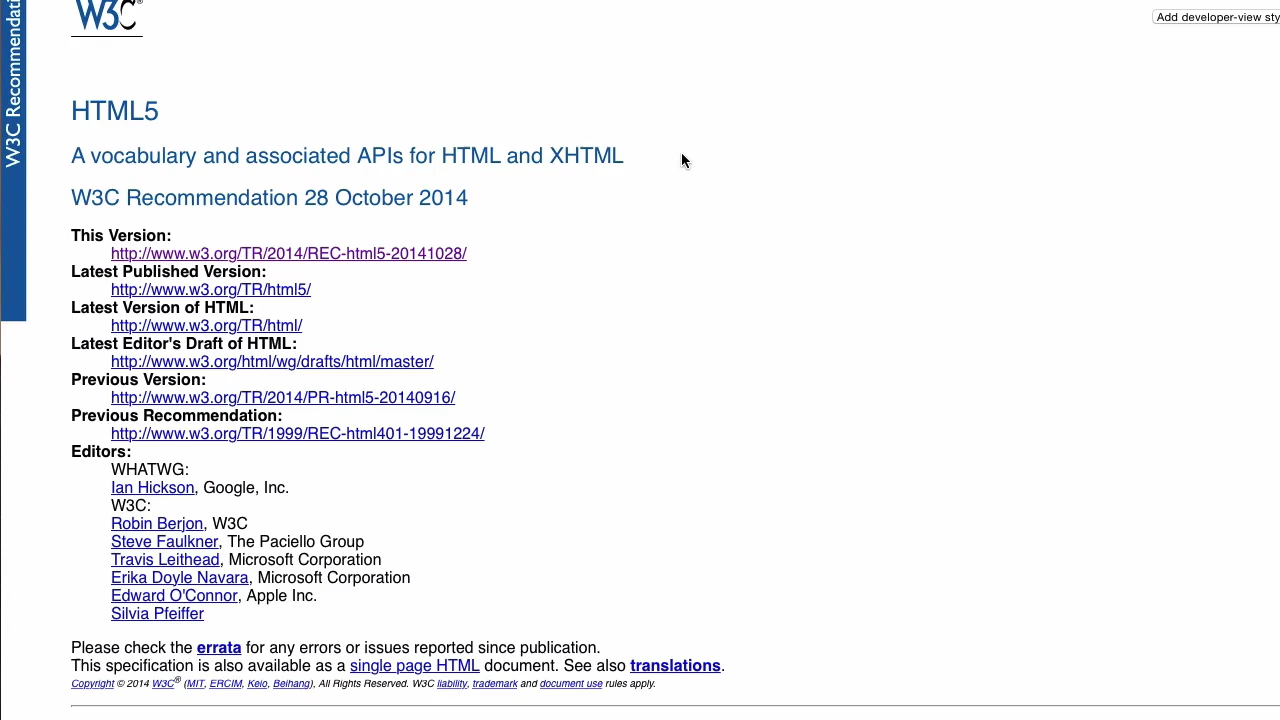 W3C®
Add developer-view sty
W3C Recommendati
HTML5
A vocabulary and associated APIs for HTML and XHTML
W3C Recommendation 28 October 2014
This Version:
http://www.w3.org/TR/2014/REC-html5-20141028/
Latest Published Version:
http://www.w3.org/TR/html5/
Latest Version of HTML:
http://www.w3.org/TR/html/
Latest Editor's Draft of HTML:
http://www.w3.org/html/wg/drafts/html/master/
Previous Version:
http://www.w3.org/TR/2014/PR-html5-20140916/
Previous Recommendation:
http://www.w3.org/TR/1999/REC-html401-19991224/
Editors:
WHATWG:
Ian Hickson, Google, Inc.
W3C:
Robin Berjon, W3C
Steve Faulkner, The Paciello Group
Travis Leithead, Microsoft Corporation
Erika Doyle Navara, Microsoft Corporation
Edward O'Connor, Apple Inc.
Silvia Pfeiffer
Please check the errata for any errors or issues reported since publication.
This specification is also available as a single page HTML document. See also translations.
Copyright © 2014 W3C® (MIT, ERCIM, Keio, Beihang), All Rights Reserved. W3C liability, trademark and document use rules apply.